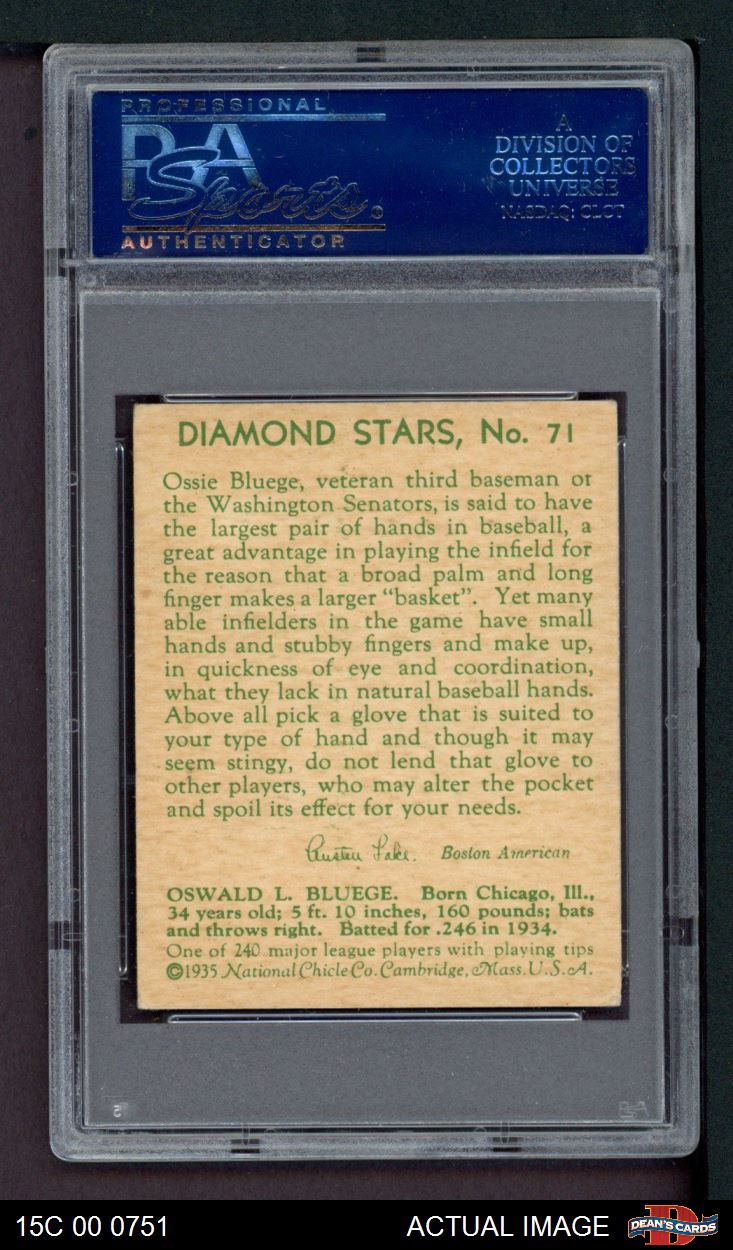 PROFESSIONAL
PSA
Sports
AUTHENTICATOR
A
DIVISION OF
COLLECTORS
UNIVERSE
NASDAQ: CLCT
DIAMOND STARS, No. 71
Ossie Bluege, veteran third baseman of
the Washington Senators, is said to have
the largest pair of hands in baseball, a
great advantage in playing the infield for
the reason that a broad palm and long
finger makes a larger “basket”. Yet many
able infielders in the game have small
hands and stubby fingers and make up,
in quickness of eye and coordination,
what they lack in natural baseball hands.
Above all pick a glove that is suited to
your type of hand and though it may
seem stingy, do not lend that glove to
other players, who may alter the pocket
and spoil its effect for your needs.
Austen Lake. Boston American
OSWALD L. BLUEGE. Born Chicago, Ill.,
34 years old; 5 ft. 10 inches, 160 pounds; bats
and throws right. Batted for .246 in 1934.
One of 240 major league players with playing tips
©1935 National Chicle Co. Cambridge, Mass. U.S.A.
PSA
15C 00 0751
ACTUAL IMAGE
DEAN'S CARDS